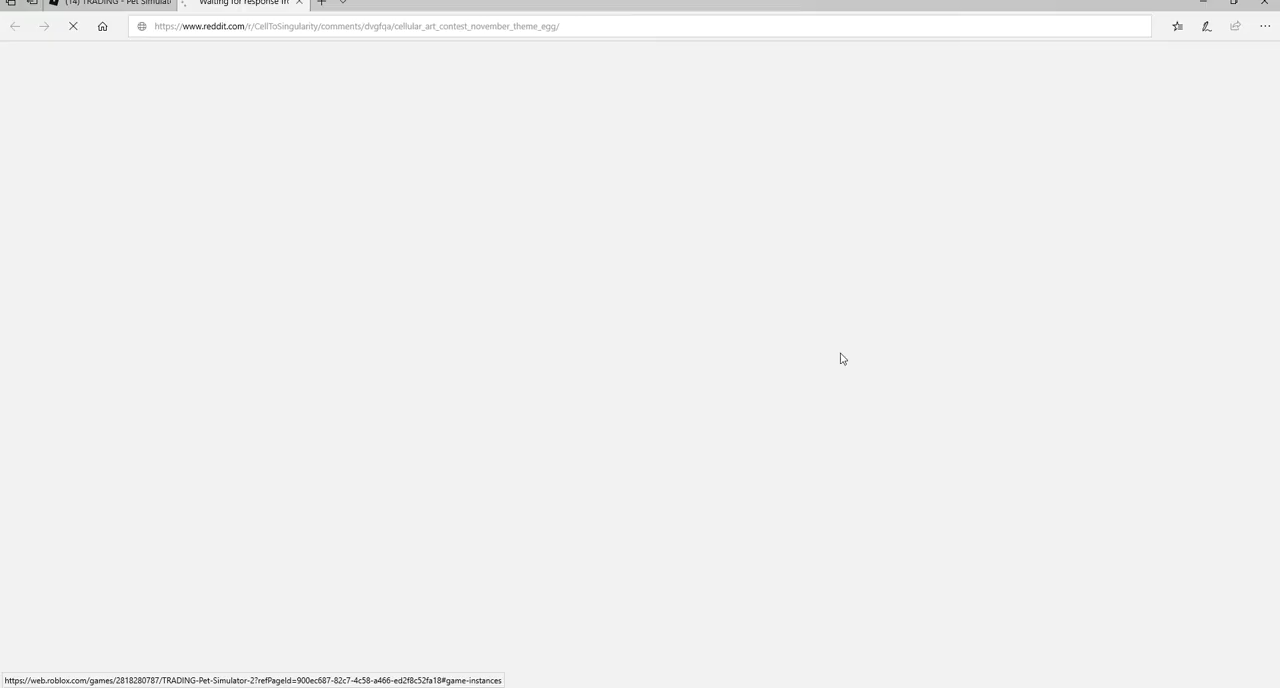 (14) TRADING - Pet Simulat
Waiting for response fr
https://www.reddit.com/r/CellToSingularity/comments/dvgfqa/cellular_art_contest_november_theme_egg/
https://web.roblox.com/games/2818280787/TRADING-Pet-Simulator-2?refPageId=900ec687-82c7-4c58-a466-ed2f8c52fa18#game-instances